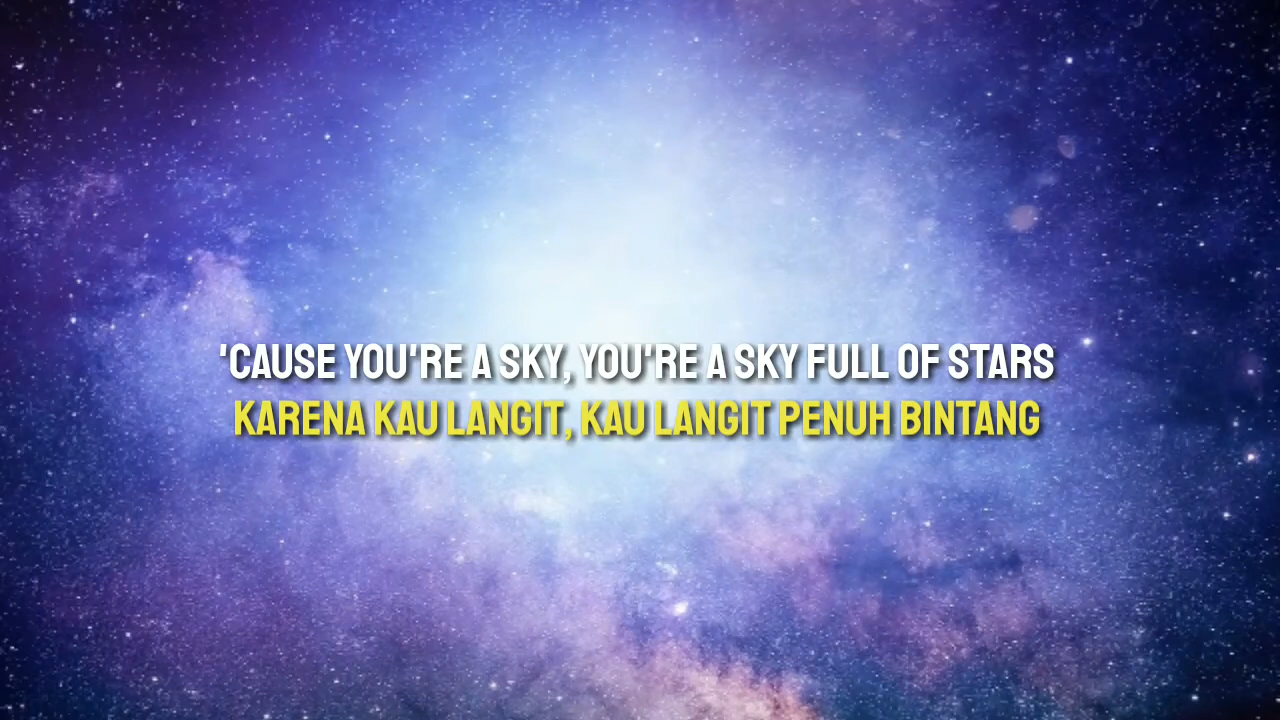 'CAUSE YOU'RE A SKY, YOU'RE A SKY FULL OF STARS
KARENA KAU LANGIT, KAU LANGIT PENUH BINTANG